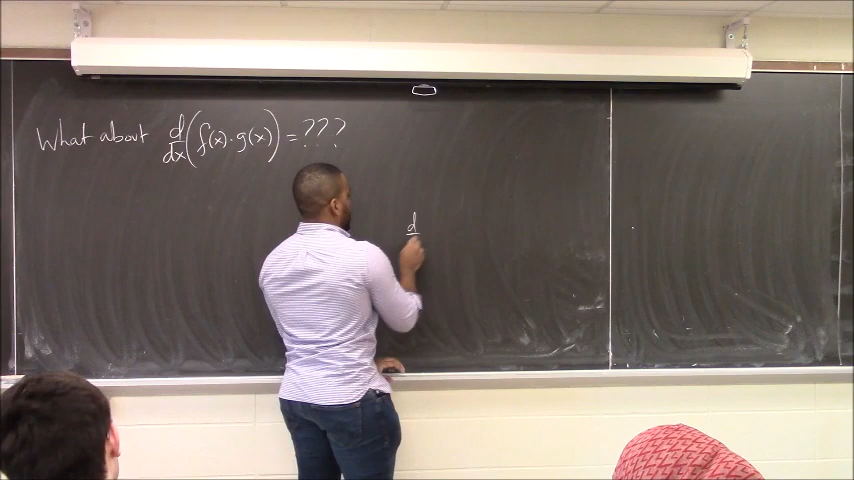 What about d/dx (f(x)·g(x)) = ???
d